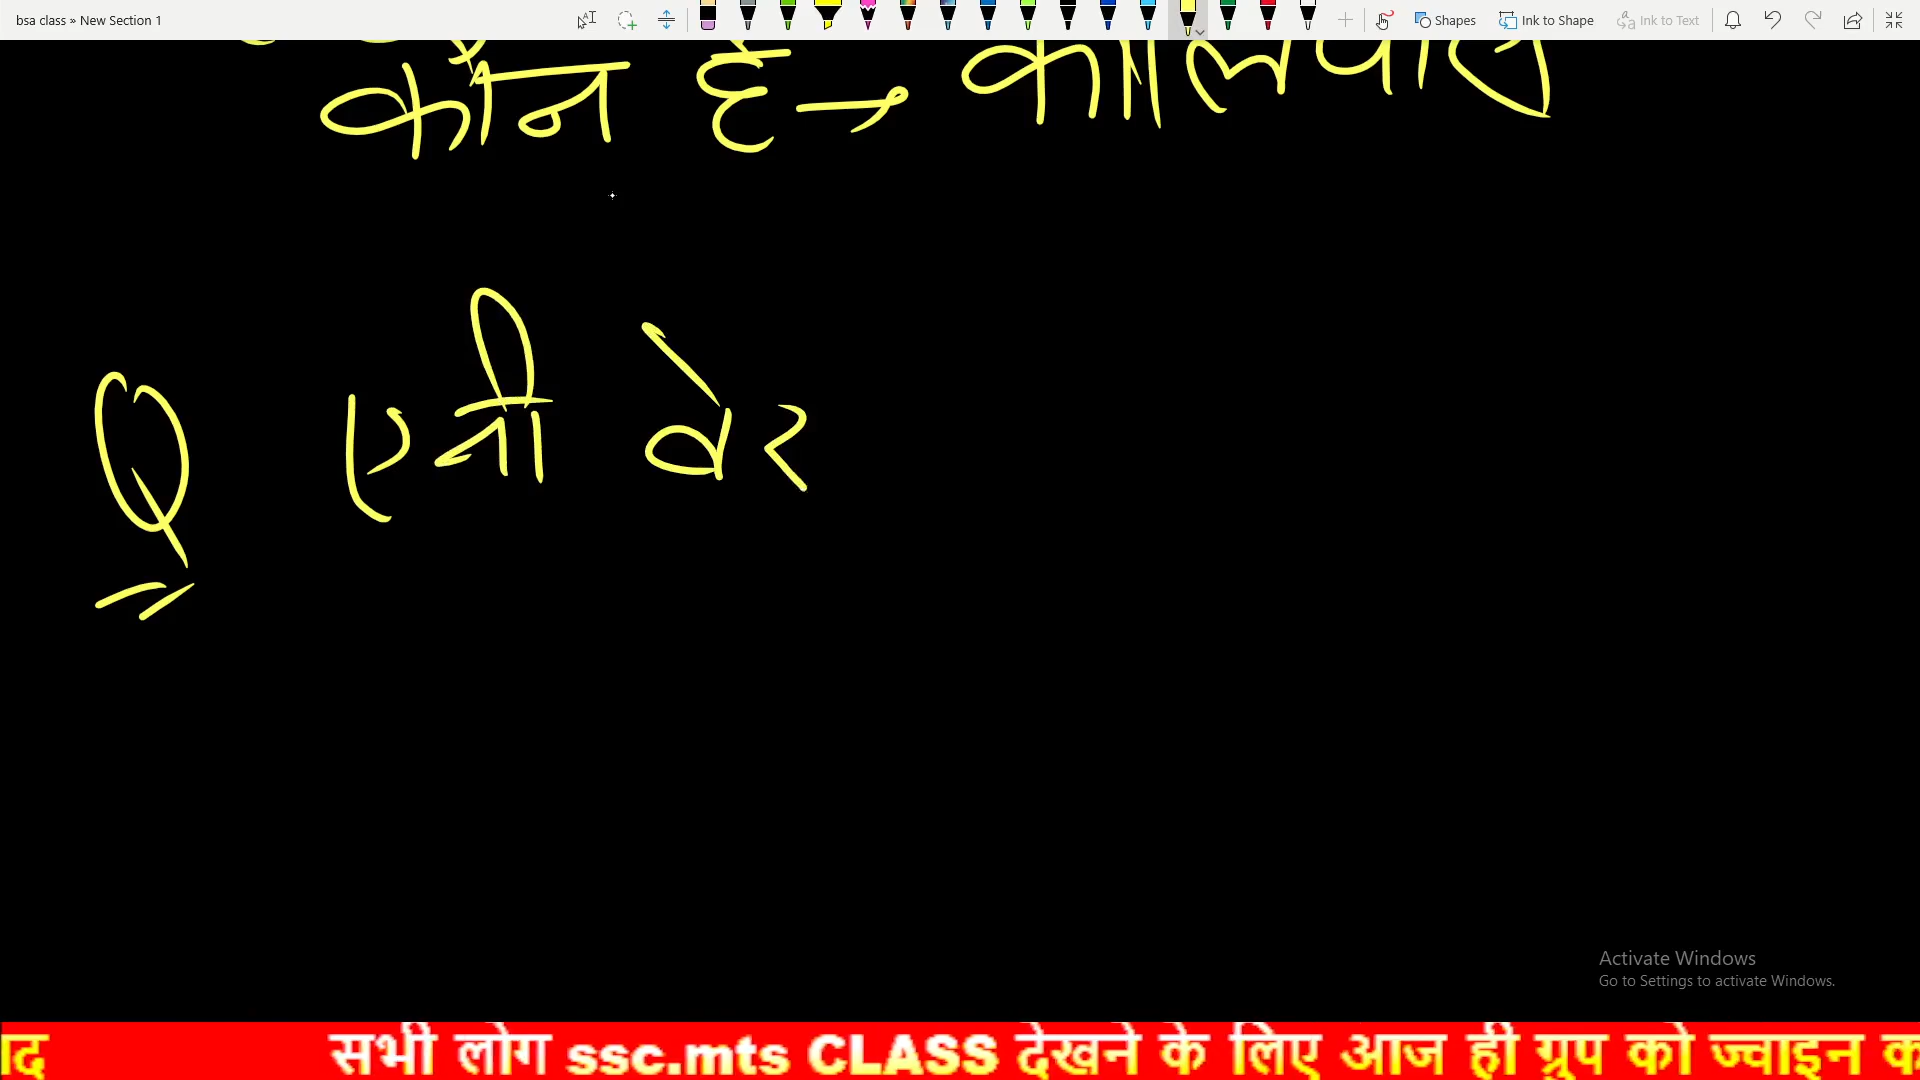 bsa class » New Section 1
Shapes
Ink to Shape
Ink to Text
कौन है →
Q एनी बेर
Activate Windows
Go to Settings to activate Windows.
ाद सभी लोग ssc.mts CLASS देखने के लिए आज ही ग्रुप को ज्वाइन क